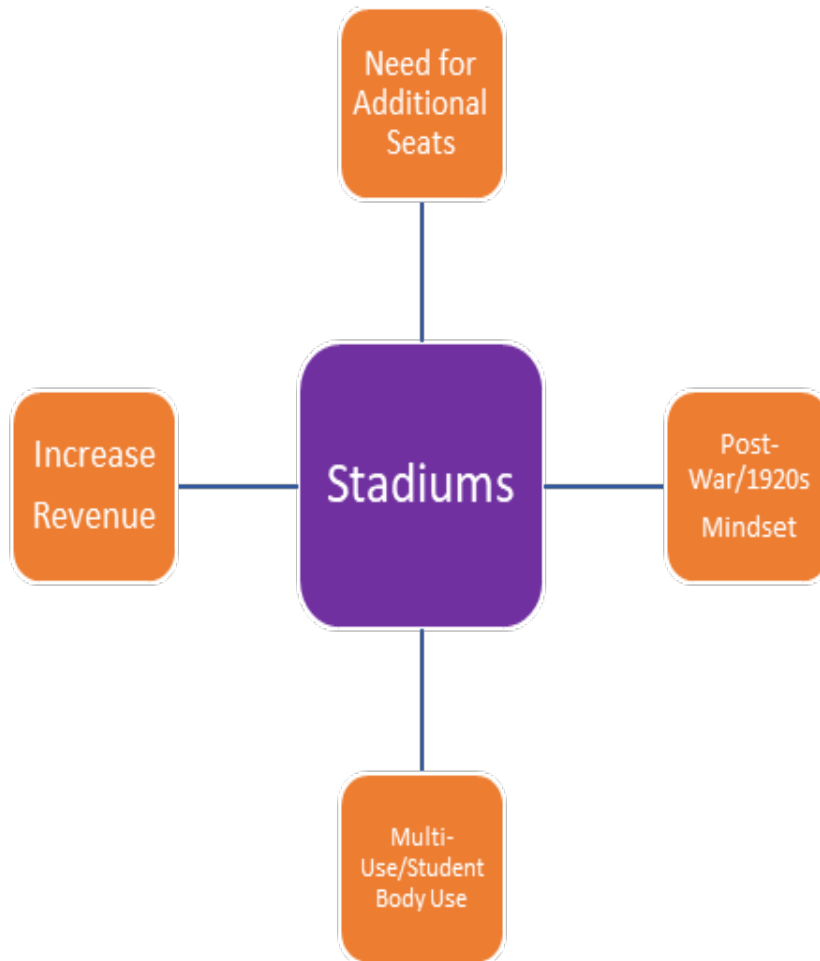 Need for
Additional
Seats
Increase
Revenue
Stadiums
Post-
War/1920s
Mindset
Multi-
Use/Student
Body Use